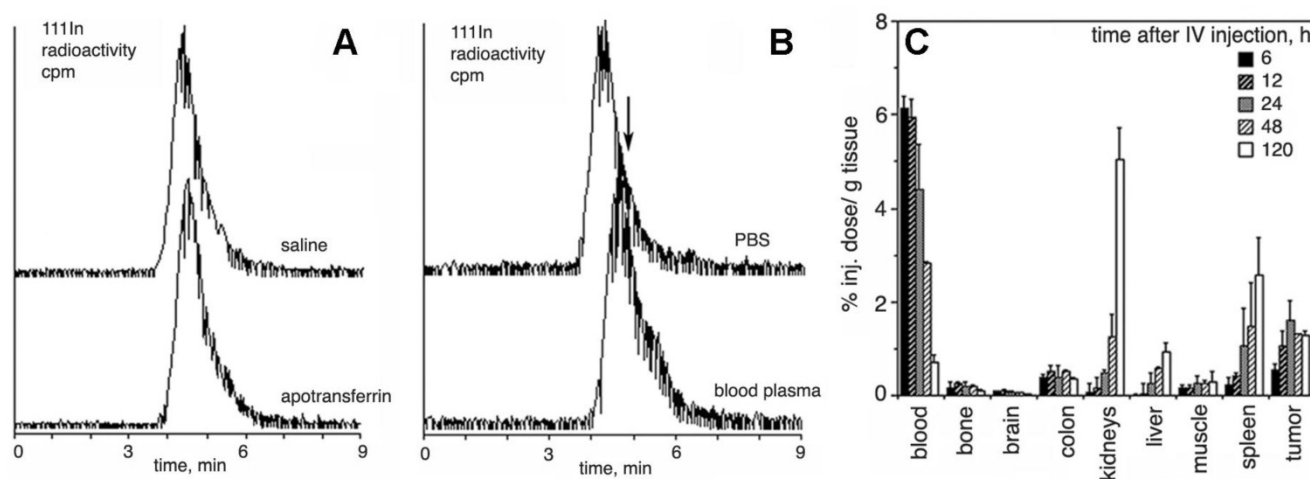 111In
radioactivity
cpm
A
saline
apotransferrin
0
3
6
9
time, min
111In
radioactivity
cpm
B
PBS
blood plasma
0
3
6
9
time, min
C
time after IV injection, h
6
12
24
48
120
% inj. dose/ g tissue
8
6
4
2
0
blood
bone
brain
colon
kidneys
liver
muscle
spleen
tumor